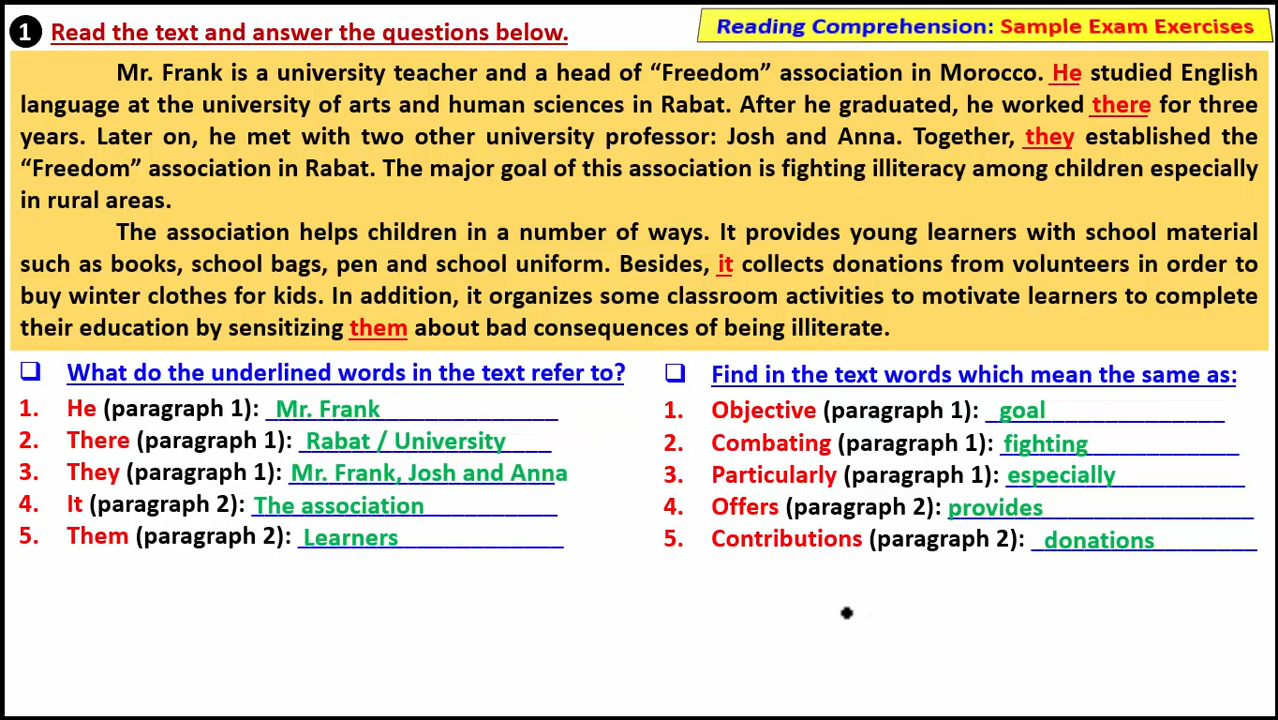 1 Read the text and answer the questions below.
Reading Comprehension: Sample Exam Exercises
Mr. Frank is a university teacher and a head of “Freedom” association in Morocco. He studied English
language at the university of arts and human sciences in Rabat. After he graduated, he worked there for three
years. Later on, he met with two other university professor: Josh and Anna. Together, they established the
“Freedom” association in Rabat. The major goal of this association is fighting illiteracy among children especially
in rural areas.
The association helps children in a number of ways. It provides young learners with school material
such as books, school bags, pen and school uniform. Besides, it collects donations from volunteers in order to
buy winter clothes for kids. In addition, it organizes some classroom activities to motivate learners to complete
their education by sensitizing them about bad consequences of being illiterate.
What do the underlined words in the text refer to?
1. He (paragraph 1): Mr. Frank
2. There (paragraph 1): Rabat / University
3. They (paragraph 1): Mr. Frank, Josh and Anna
4. It (paragraph 2): The association
5. Them (paragraph 2): Learners
Find in the text words which mean the same as:
1. Objective (paragraph 1): goal
2. Combating (paragraph 1): fighting
3. Particularly (paragraph 1): especially
4. Offers (paragraph 2): provides
5. Contributions (paragraph 2): donations